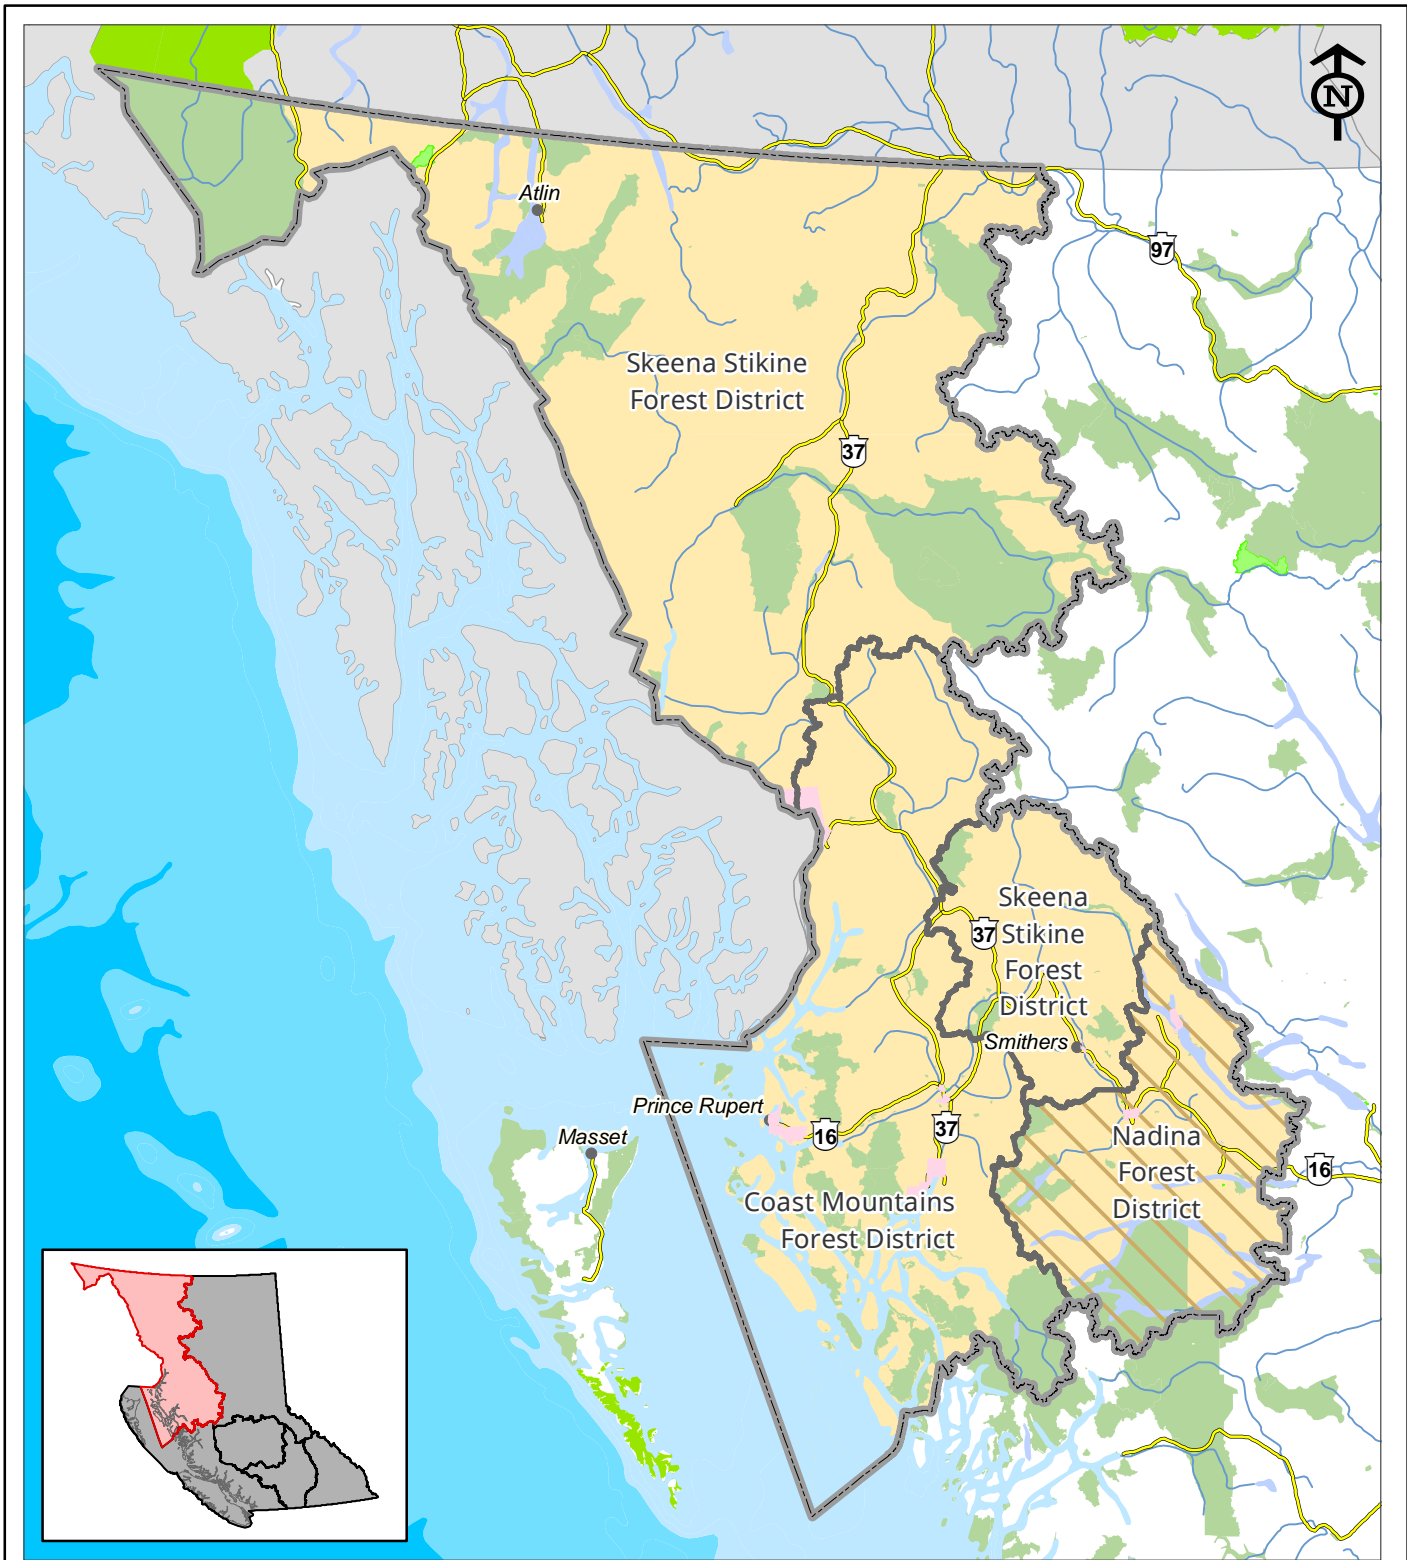 N
Atlin
97
Skeena Stikine
Forest District
37
Skeena
Stikine
Forest
District
37
Smithers
Prince Rupert
16
37
Masset
Nadina
Forest
District
16
Coast Mountains
Forest District